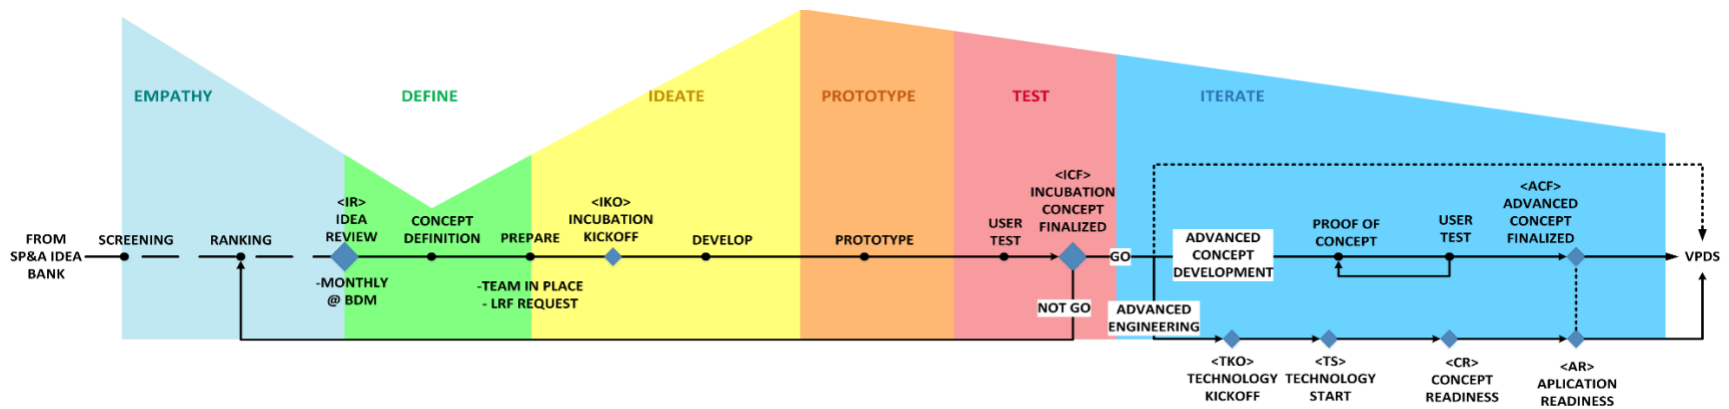 EMPATHY
DEFINE
IDEATE
PROTOTYPE
TEST
ITERATE
FROM
SP&A IDEA
BANK
SCREENING
RANKING
<IR>
IDEA
REVIEW
-MONTHLY
@ BDM
CONCEPT
DEFINITION
PREPARE
-TEAM IN PLACE
- LRF REQUEST
<IKO>
INCUBATION
KICKOFF
DEVELOP
PROTOTYPE
USER
TEST
<ICF>
INCUBATION
CONCEPT
FINALIZED
GO
NOT GO
ADVANCED
CONCEPT
DEVELOPMENT
PROOF OF
CONCEPT
USER
TEST
<ACF>
ADVANCED
CONCEPT
FINALIZED
VPDS
ADVANCED
ENGINEERING
<TKO>
TECHNOLOGY
KICKOFF
<TS>
TECHNOLOGY
START
<CR>
CONCEPT
READINESS
<AR>
APLICATION
READINESS